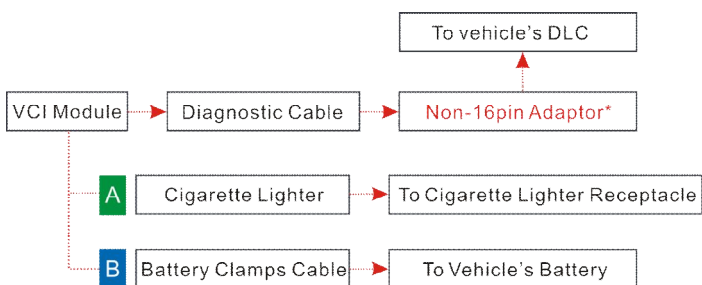 To vehicle's DLC
VCI Module
Diagnostic Cable
Non-16pin Adaptor*
A
Cigarette Lighter
To Cigarette Lighter Receptacle
B
Battery Clamps Cable
To Vehicle's Battery